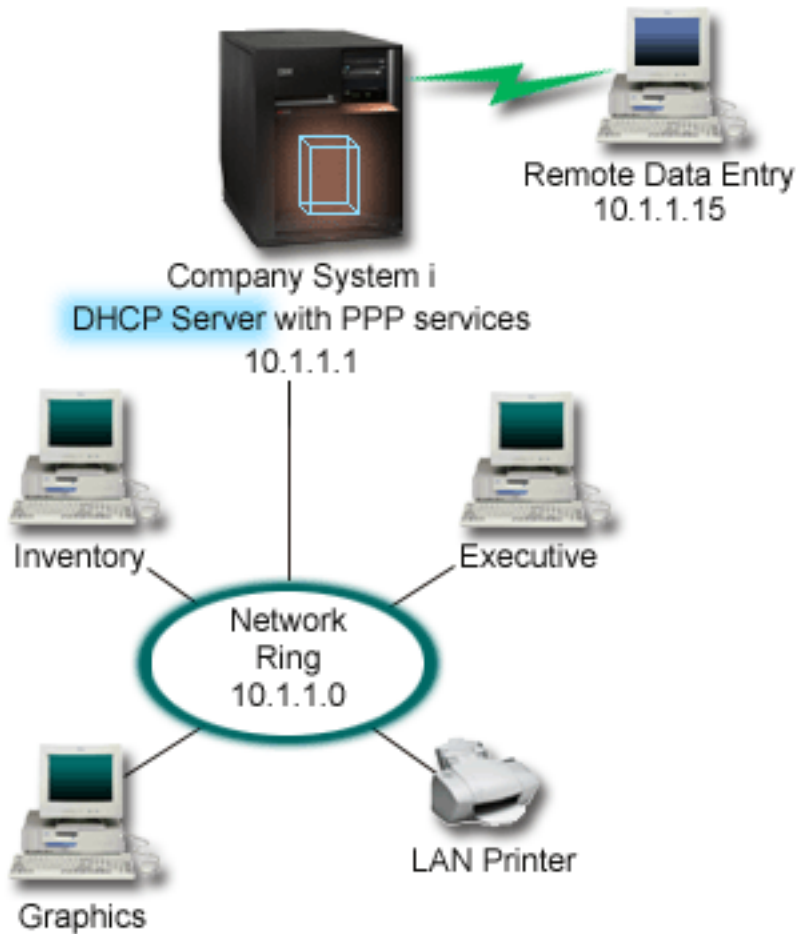 Remote Data Entry
10.1.1.15
IBM
Company System i
DHCP Server with PPP services
10.1.1.1
Inventory
Executive
Network
Ring
10.1.1.0
LAN Printer
Graphics